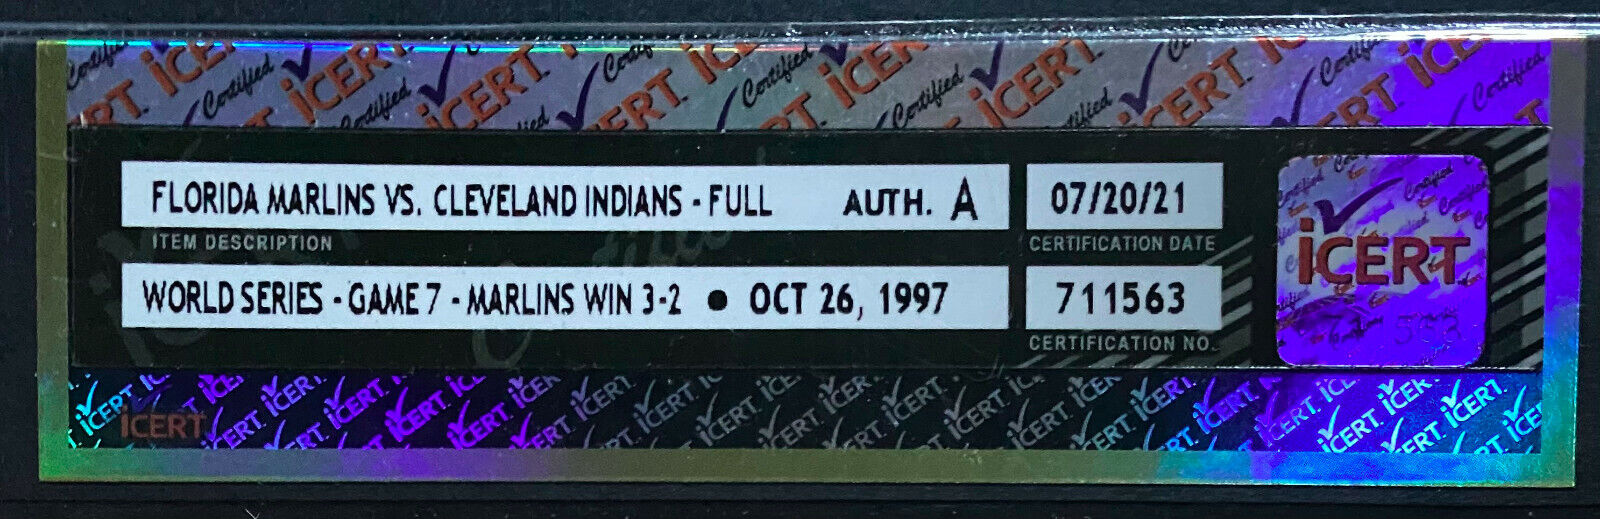 FLORIDA MARLINS VS. CLEVELAND INDIANS - FULL AUTH. A 07/20/21
ITEM DESCRIPTION CERTIFICATION DATE
WORLD SERIES - GAME 7 - MARLINS WIN 3-2 ● OCT 26, 1997 711563
CERTIFICATION NO.
iCERT
iCERT